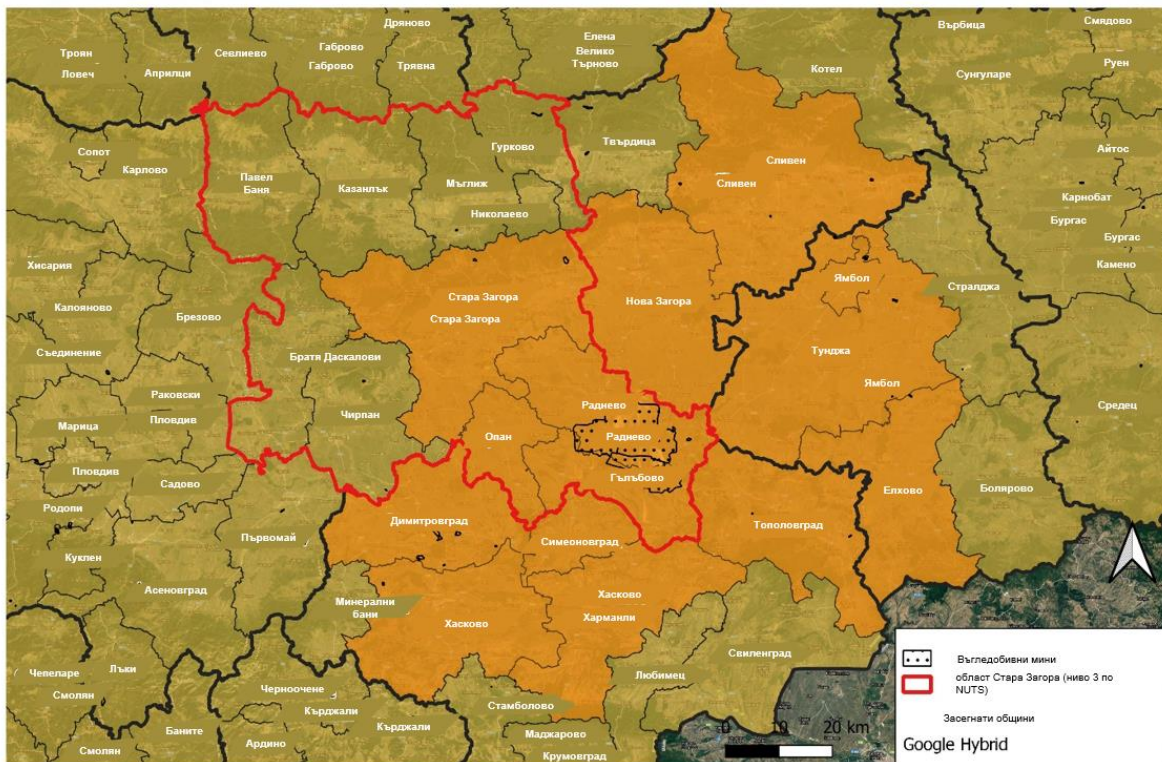 Дряново
Елена
Върбица
Смядово
Троян
Севлиево
Габрово
Велико
Търново
Руен
Ловеч
Априлци
Габрово
Трявна
Котел
Сунгуларе
Сопот
Карлово
Павел
Баня
Казанлък
Мъглиж
Гурково
Николаево
Твърдица
Сливен
Сливен
Айтос
Карнобат
Бургас
Бургас
Камено
Хисария
Калояново
Брезово
Съединение
Стара Загора
Стара Загора
Нова Загора
Ямбол
Стралджа
Братя Даскалови
Тунджа
Ямбол
Раковски
Марица
Пловдив
Чирпан
Опан
Раднево
Раднево
Гълъбово
Средец
Пловдив
Садово
Родопи
Първомай
Димитровград
Симеоновград
Тополовград
Елхово
Болярово
Куклен
Асеновград
Минерални
бани
Хасково
Хасково
Харманли
Любимец
Свиленград
Чепеларе
Лъки
Смолян
Черноочене
Кърджали
Кърджали
Стамболово
Маджарово
Крумовград
Баните
Ардино
Смолян
0 10 20 km
Въгледобивни мини
област Стара Загора (ниво 3 по
NUTS)
Засегнати общини
Google Hybrid